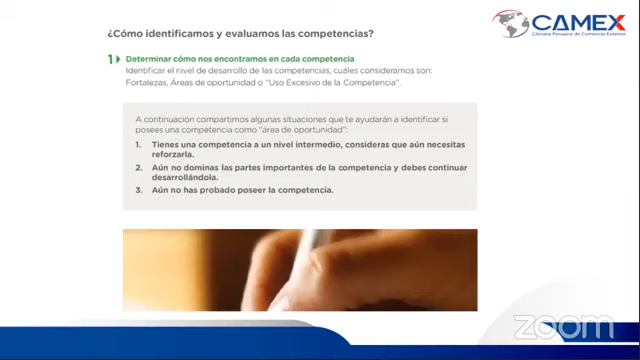 CAMEX
Cámara Peruana de Comercio Exterior
¿Cómo identificamos y evaluamos las competencias?
1 Determinar cómo nos encontramos en cada competencia
Identificar el nivel de desarrollo de las competencias, cuáles consideramos son:
Fortalezas, Áreas de oportunidad o “Uso Excesivo de la Competencia”.
A continuación compartimos algunas situaciones que te ayudarán a identificar si
posees una competencia como “área de oportunidad”:
1. Tienes una competencia a un nivel intermedio, consideras que aún necesitas
reforzarla.
2. Aún no dominas las partes importantes de la competencia y debes continuar
desarrollándola.
3. Aún no has probado poseer la competencia.
zoom